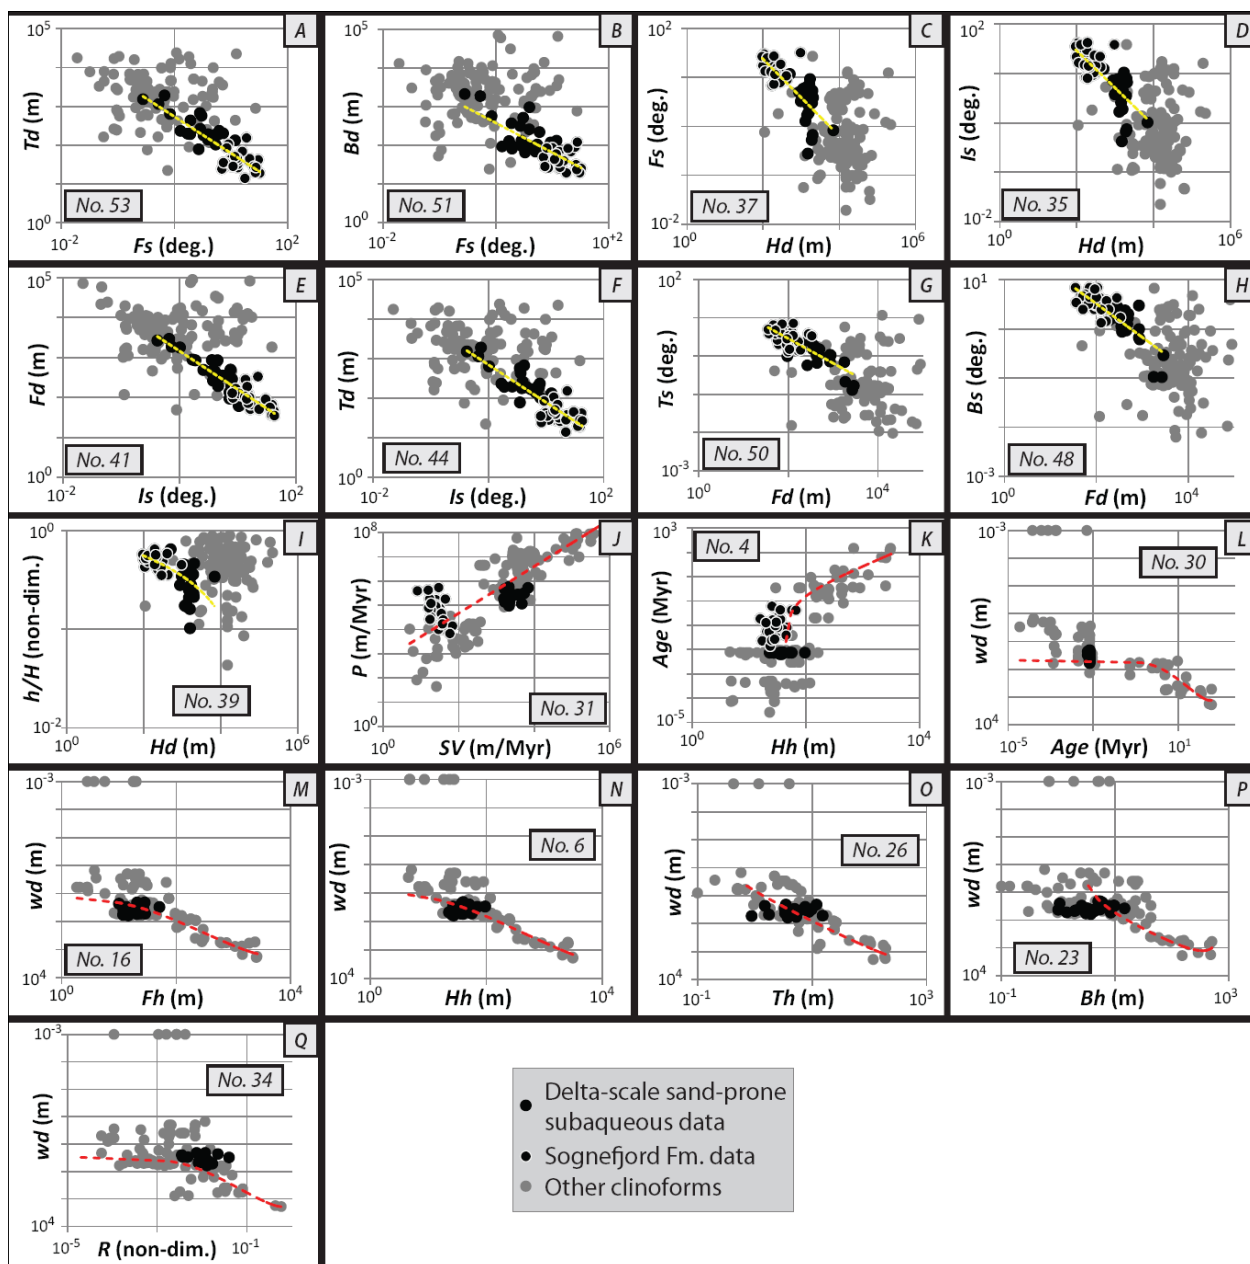 A
10^5
Td (m)
No. 53
10^0
10^-2
Fs (deg.)
10^2
B
10^5
Bd (m)
No. 51
10^0
10^-2
Fs (deg.)
10^+2
C
10^2
Fs (deg.)
No. 37
10^-2
10^0
Hd (m)
10^6
D
10^2
Is (deg.)
No. 35
10^-2
10^0
Hd (m)
10^6
E
10^5
Fd (m)
No. 41
10^0
10^-2
Is (deg.)
10^2
F
10^5
Td (m)
No. 44
10^0
10^-2
Is (deg.)
10^2
G
10^2
Ts (deg.)
No. 50
10^-3
10^0
Fd (m)
10^4
H
10^1
Bs (deg.)
No. 48
10^-3
10^0
Fd (m)
10^4
I
10^0
h/H (non-dim.)
No. 39
10^-2
10^0
Hd (m)
10^6
J
10^8
P (m/Myr)
No. 31
10^0
10^0
SV (m/Myr)
10^6
K
10^3
No. 4
Age (Myr)
10^-5
10^0
Hh (m)
10^4
L
10^-3
No. 30
wd (m)
10^4
10^-5
Age (Myr)
10^1
M
10^-3
wd (m)
No. 16
10^4
10^0
Fh (m)
10^4
N
10^-3
No. 6
wd (m)
10^4
10^0
Hh (m)
10^4
O
10^-3
No. 26
wd (m)
10^4
10^-1
Th (m)
10^3
P
10^-3
wd (m)
No. 23
10^4
10^-1
Bh (m)
10^3
Q
10^-3
No. 34
wd (m)
10^4
10^-5
R (non-dim.)
10^-1
Delta-scale sand-prone
subaqueous data
Sognefjord Fm. data
Other clinoforms